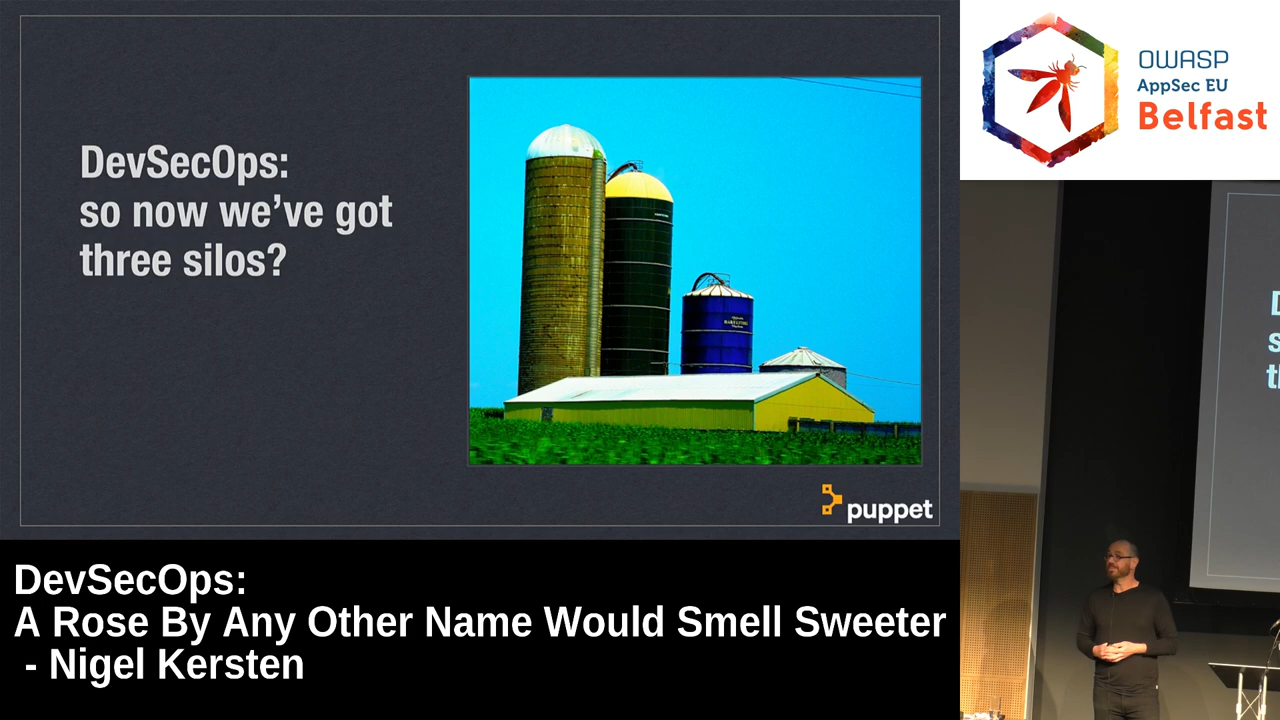 DevSecOps:
so now we've got
three silos?
puppet
OWASP
AppSec EU
Belfast
DevSecOps:
A Rose By Any Other Name Would Smell Sweeter
- Nigel Kersten